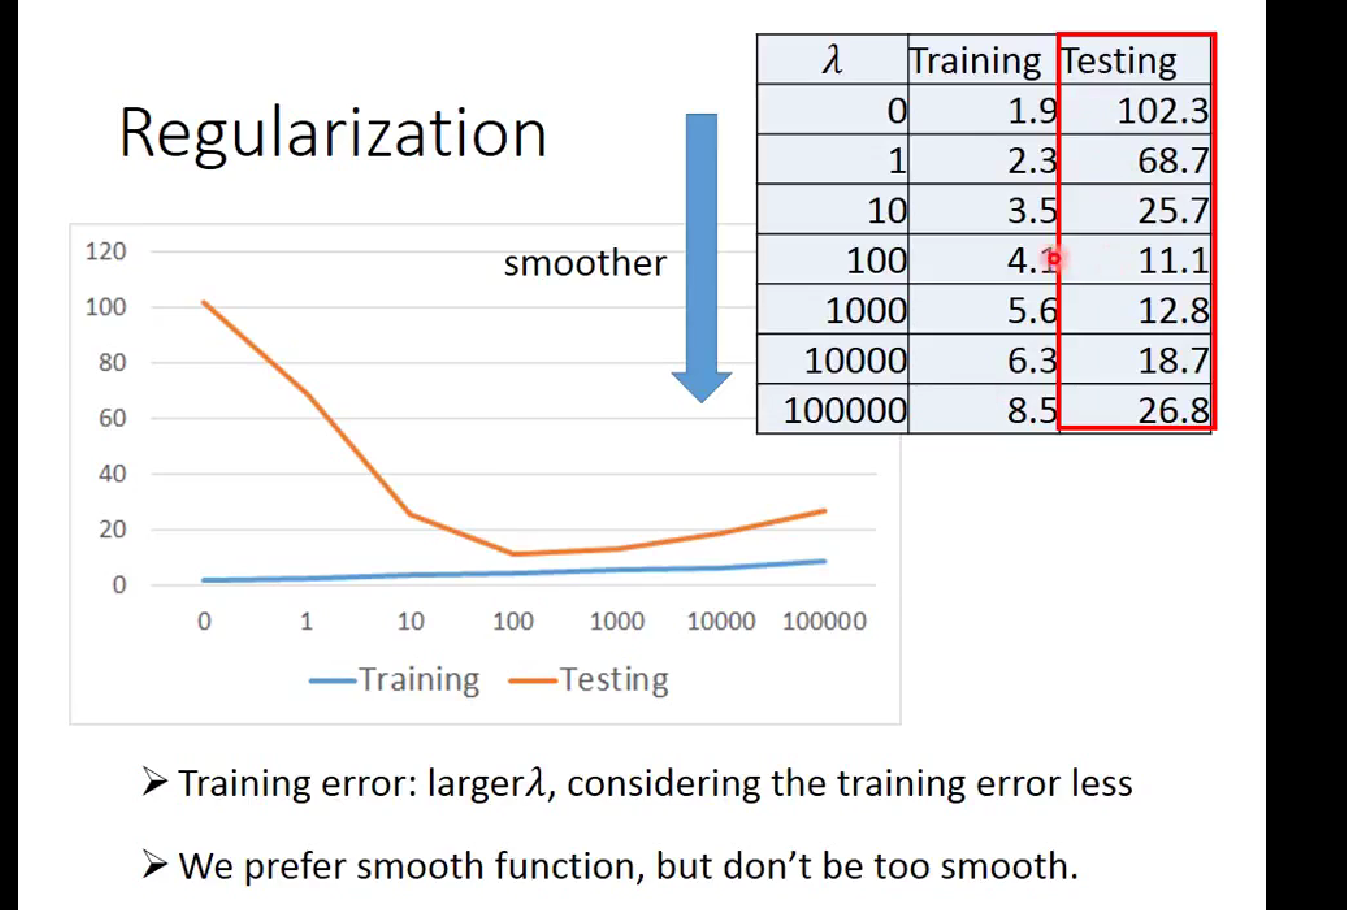 Regularization
λ Training Testing
0 1.9 102.3
1 2.3 68.7
10 3.5 25.7
100 4.1 11.1
1000 5.6 12.8
10000 6.3 18.7
100000 8.5 26.8
smoother
120
100
80
60
40
20
0
0 1 10 100 1000 10000 100000
Training Testing
➢ Training error: largerλ, considering the training error less
➢ We prefer smooth function, but don’t be too smooth.